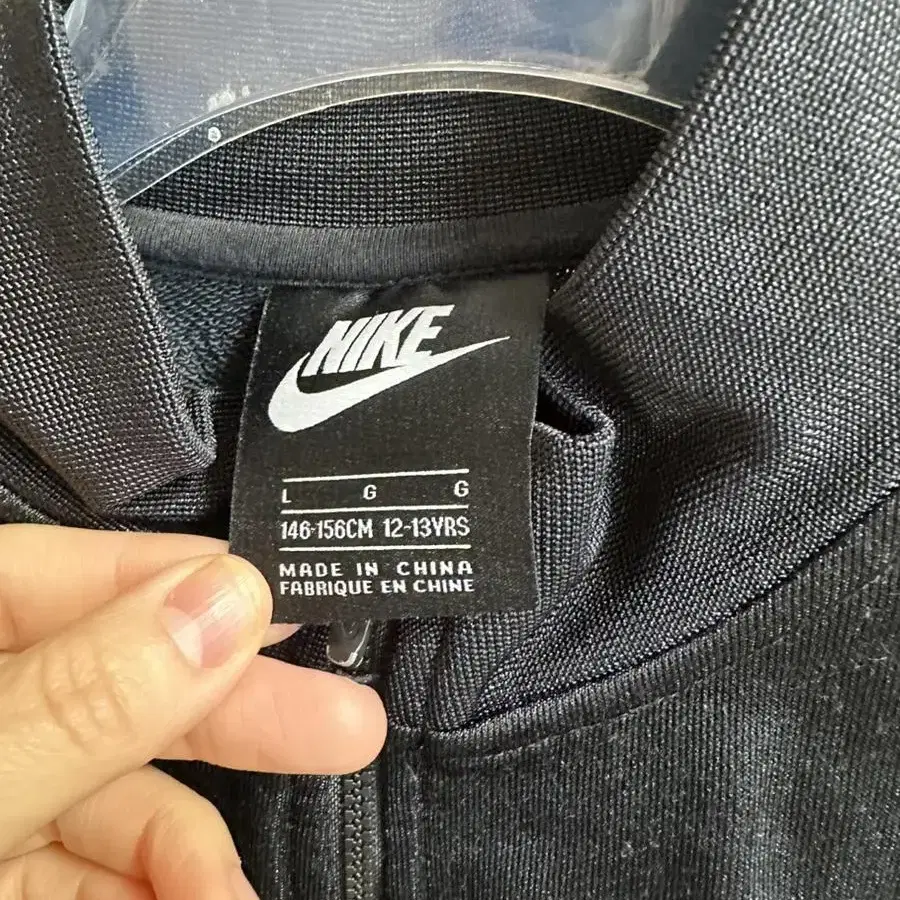 NIKE
L G G
146-156CM 12-13YRS
MADE IN CHINA
FABRIQUE EN CHINE